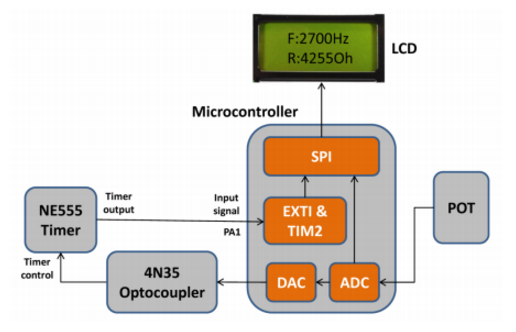 F:2700Hz
R:4255Oh
LCD
Microcontroller
SPI
NE555
Timer
Timer
output
Input
signal
PA1
EXTI &
TIM2
POT
Timer
control
4N35
Optocoupler
DAC
ADC